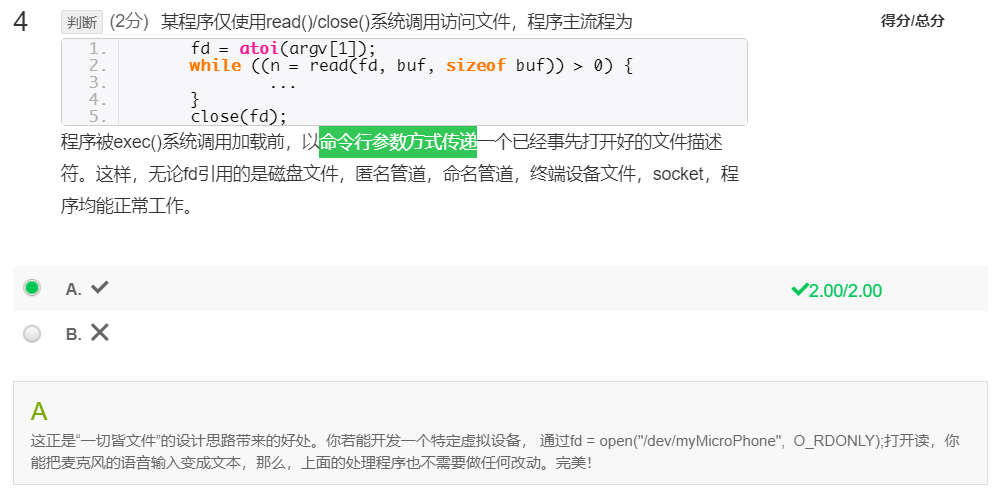 4 判断 (2分) 某程序仅使用read()/close()系统调用访问文件，程序主流程为 得分/总分
1. fd = atoi(argv[1]);
2. while ((n = read(fd, buf, sizeof buf)) > 0) {
3. ...
4. }
5. close(fd);
程序被exec()系统调用加载前，以命令行参数方式传递一个已经事先打开好的文件描述
符。这样，无论fd引用的是磁盘文件，匿名管道，命名管道，终端设备文件，socket，程
序均能正常工作。
A. ✔ ✔2.00/2.00
B. ✕
A
这正是“一切皆文件”的设计思路带来的好处。你若能开发一个特定虚拟设备， 通过fd = open("/dev/myMicroPhone", O_RDONLY);打开读，你
能把麦克风的语音输入变成文本，那么，上面的处理程序也不需要做任何改动。完美！